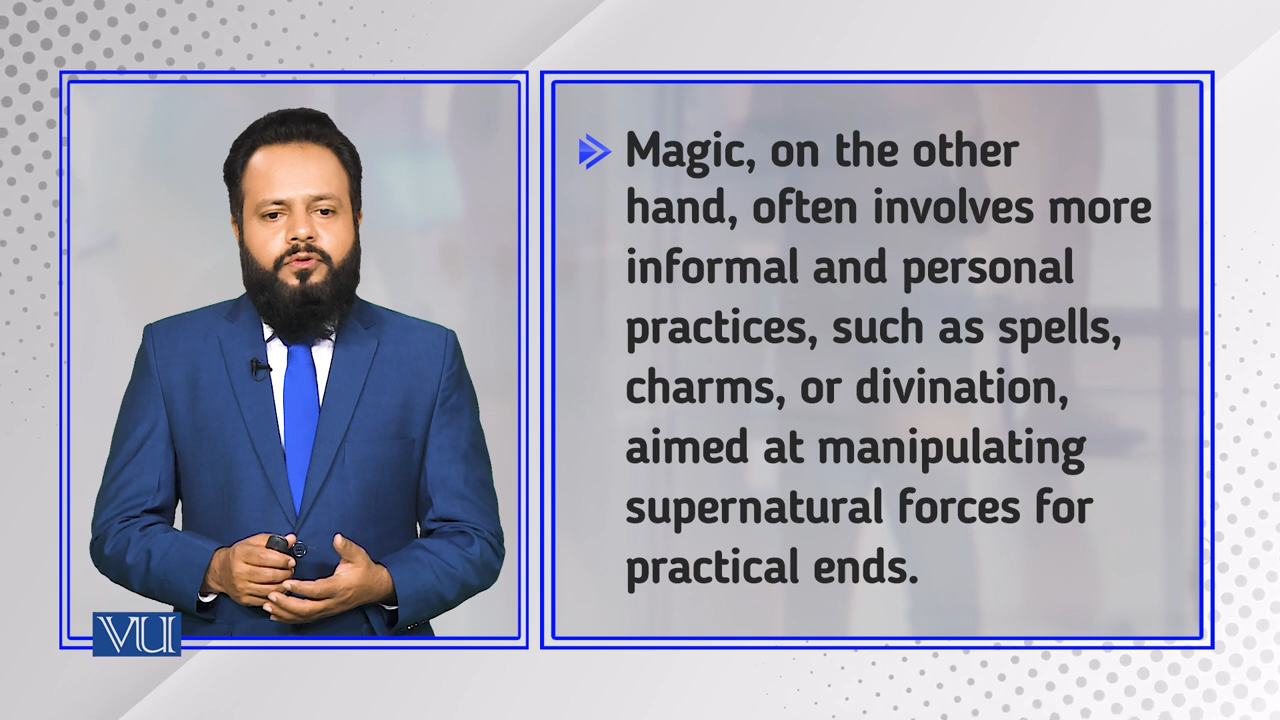 Magic, on the other
hand, often involves more
informal and personal
practices, such as spells,
charms, or divination,
aimed at manipulating
supernatural forces for
practical ends.
VU